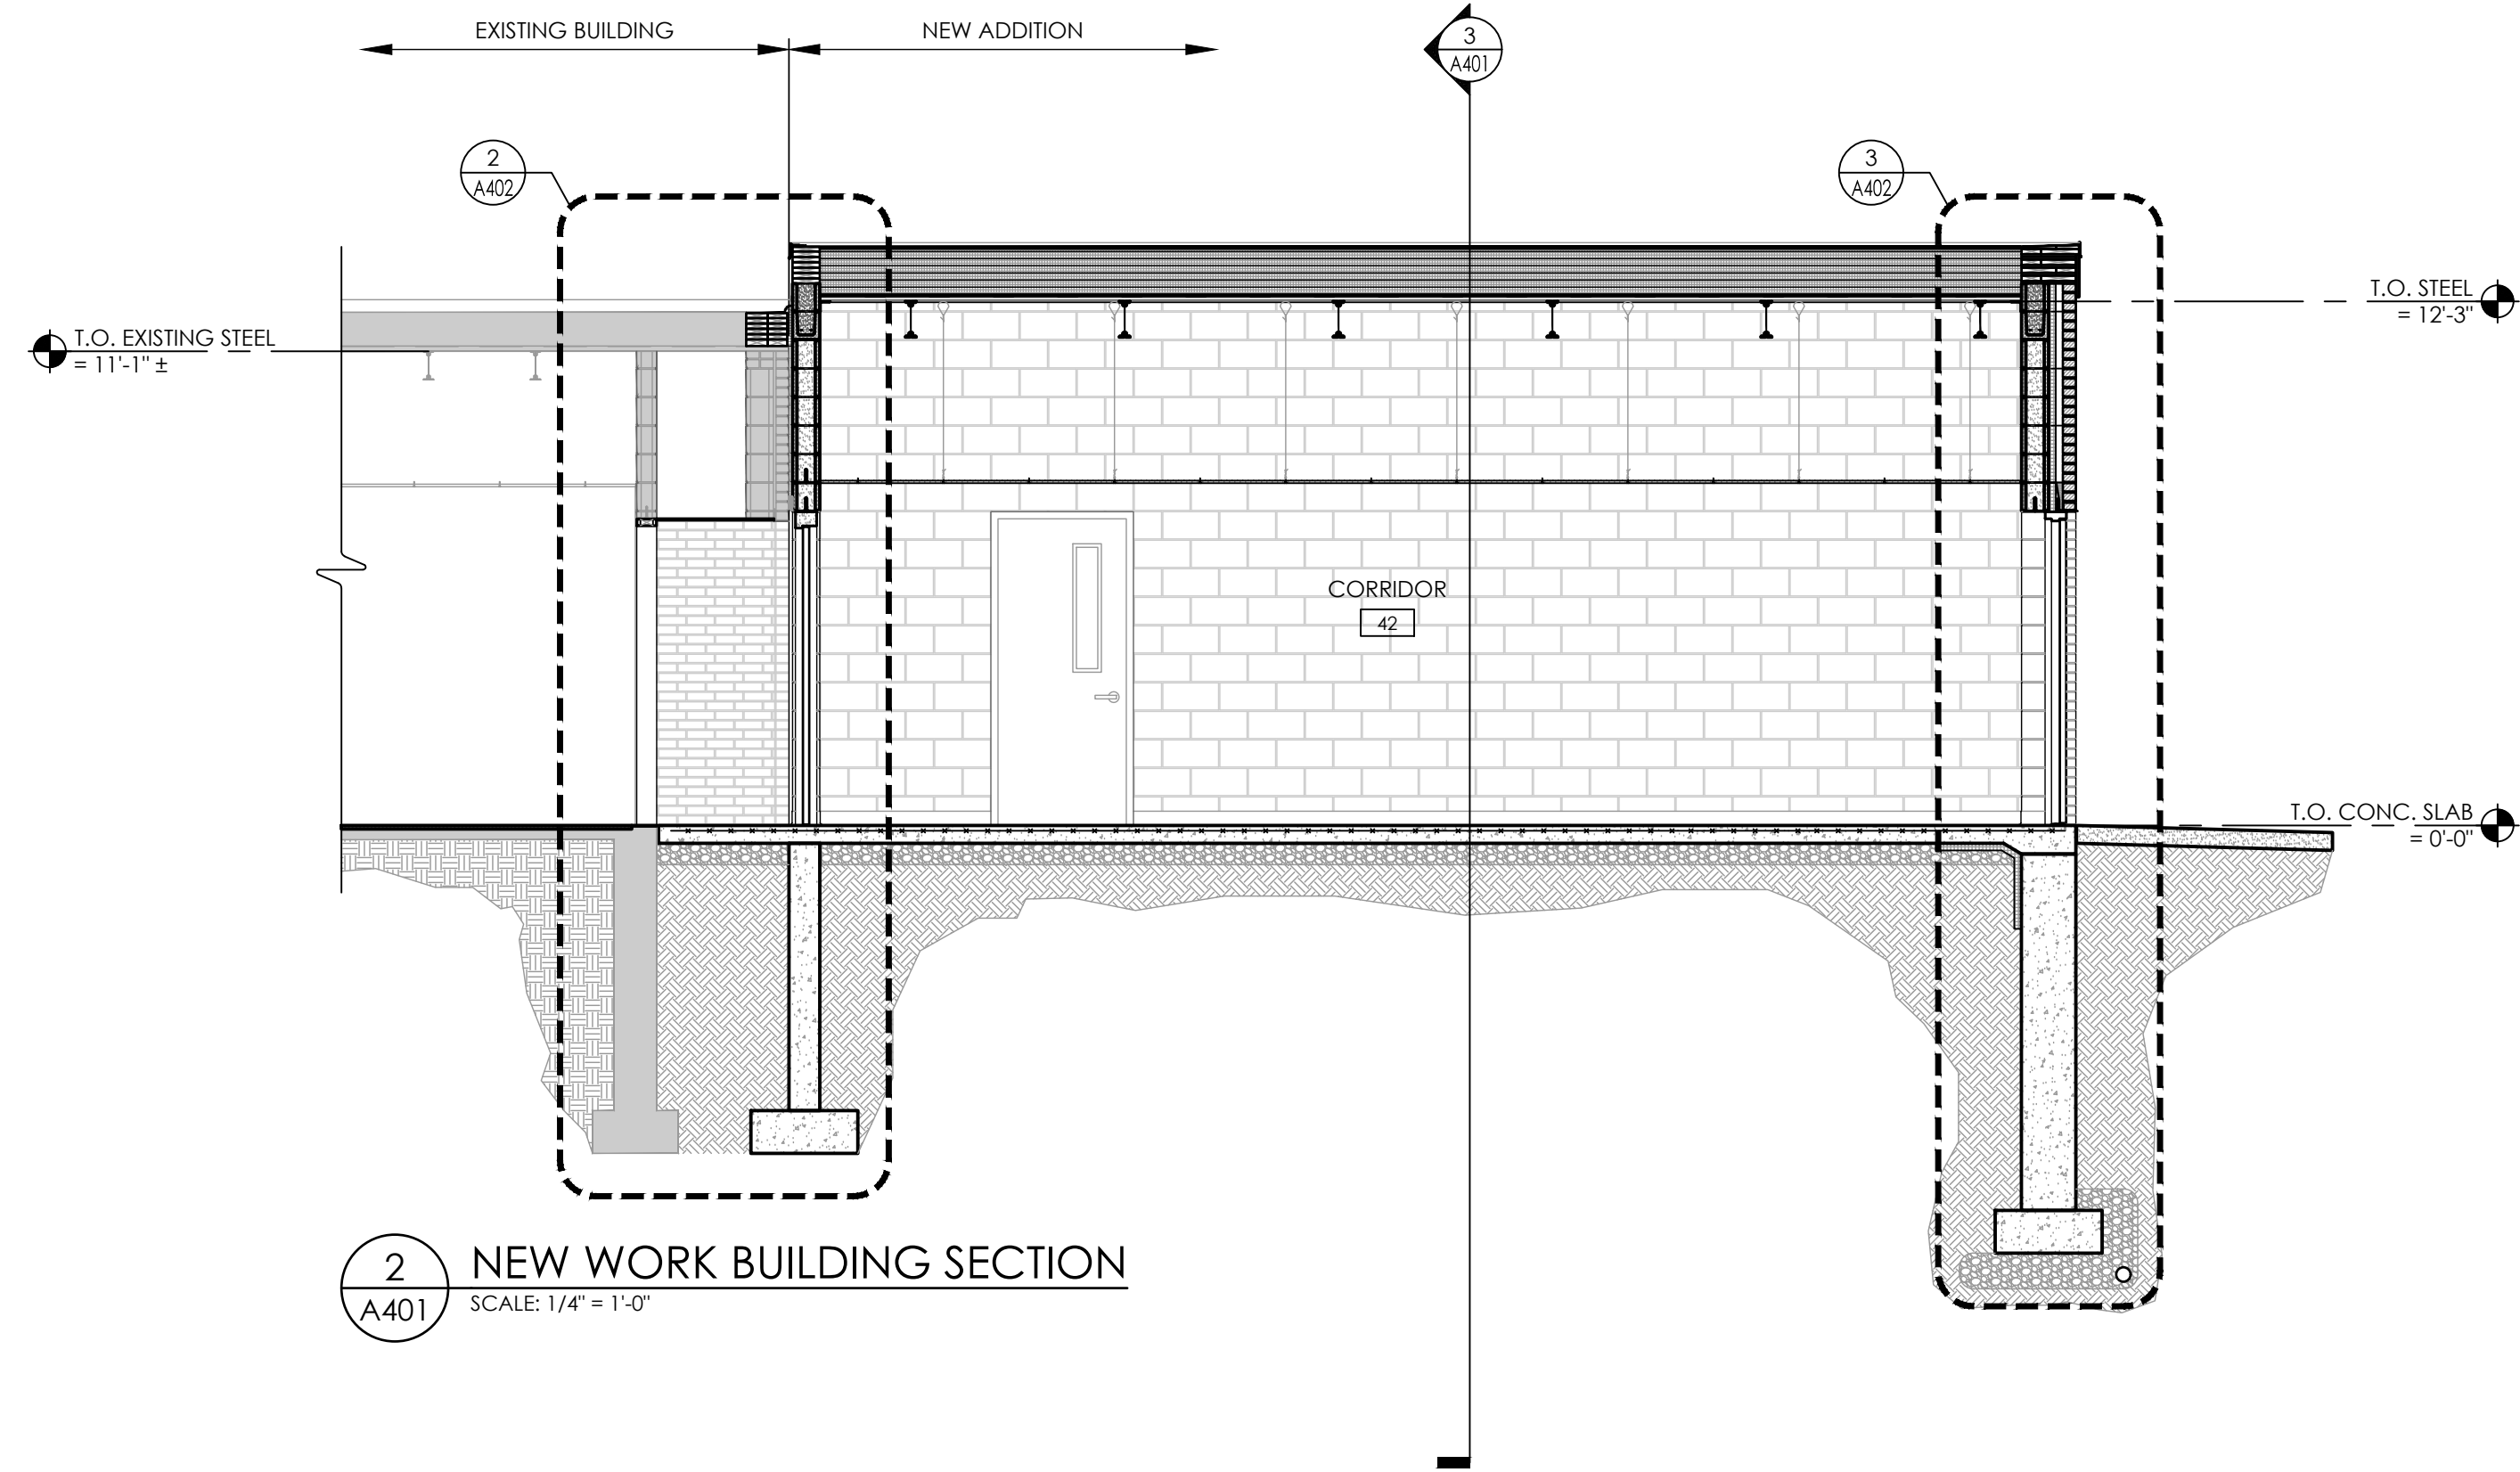 EXISTING BUILDING
NEW ADDITION
3
A401
2
A402
3
A402
T.O. STEEL
= 12'-3"
T.O. EXISTING STEEL
= 11'-1" ±
CORRIDOR
42
T.O. CONC. SLAB
= 0'-0"
2
A401
NEW WORK BUILDING SECTION
SCALE: 1/4" = 1'-0"